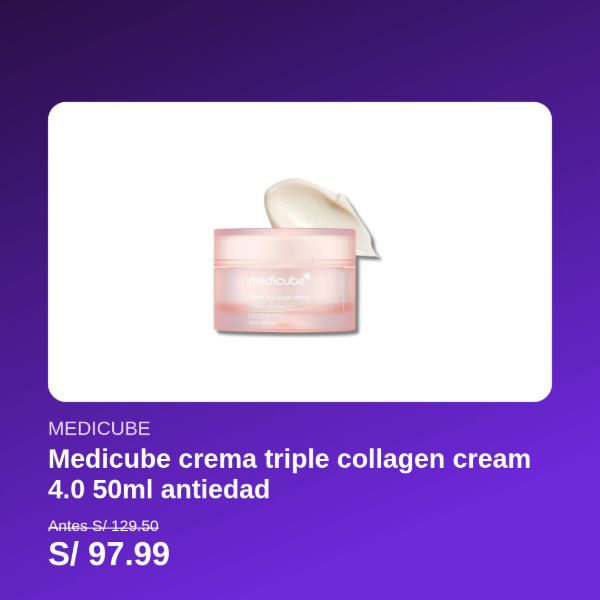 medicube+
MEDICUBE
Medicube crema triple collagen cream
4.0 50ml antiedad
Antes S/ 129.50
S/ 97.99